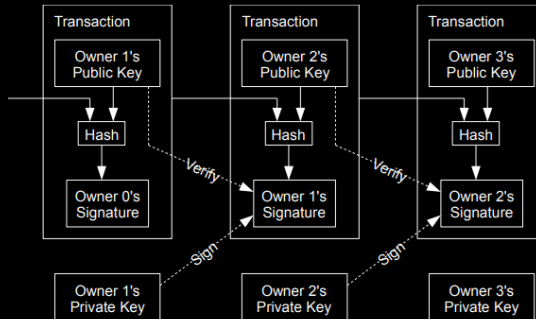 Transaction
Transaction
Transaction
Owner 1's
Public Key
Owner 2's
Public Key
Owner 3's
Public Key
Hash
Hash
Hash
Verify
Verify
Owner 0's
Signature
Owner 1's
Signature
Owner 2's
Signature
Sign
Sign
Owner 1's
Private Key
Owner 2's
Private Key
Owner 3's
Private Key